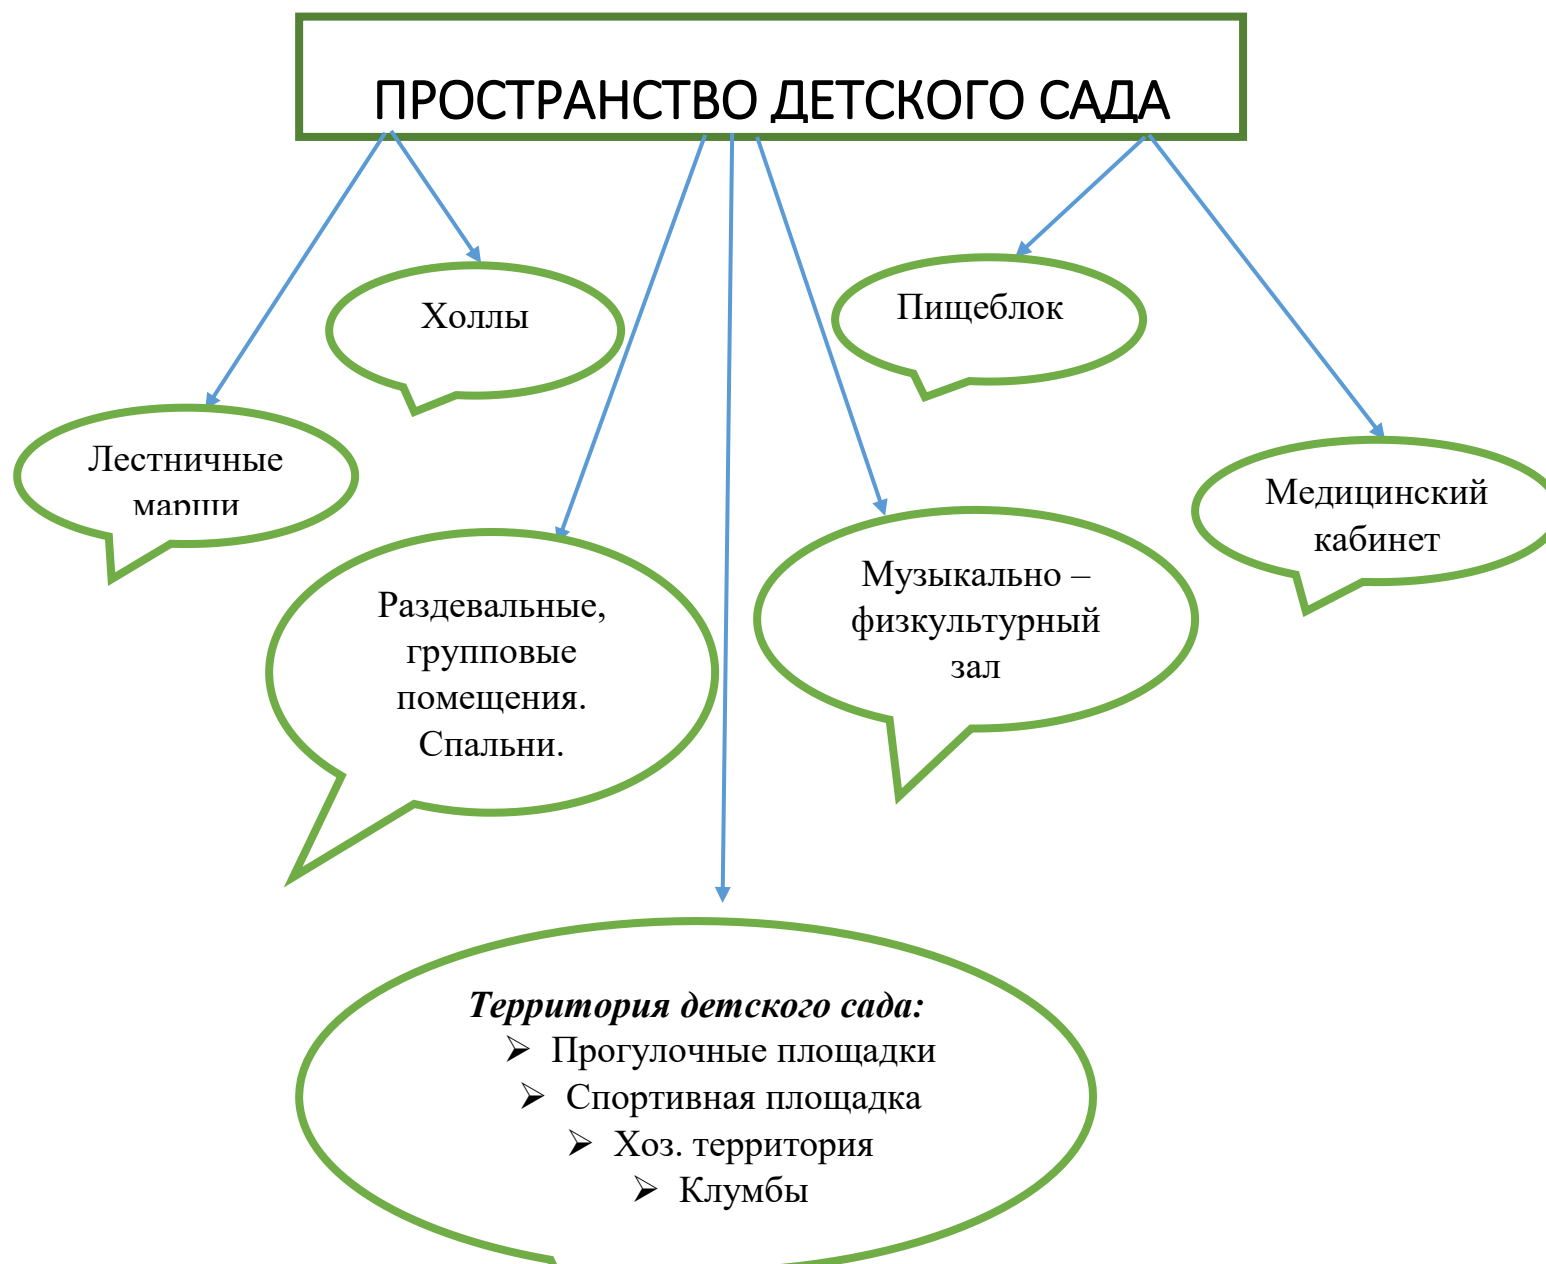 ПРОСТРАНСТВО ДЕТСКОГО САДА
Холлы
Пищеблок
Лестничные
марши
Медицинский
кабинет
Раздевальные,
групповые
помещения.
Спальни.
Музыкально –
физкультурный
зал
Территория детского сада:
➢ Прогулочные площадки
➢ Спортивная площадка
➢ Хоз. территория
➢ Клумбы